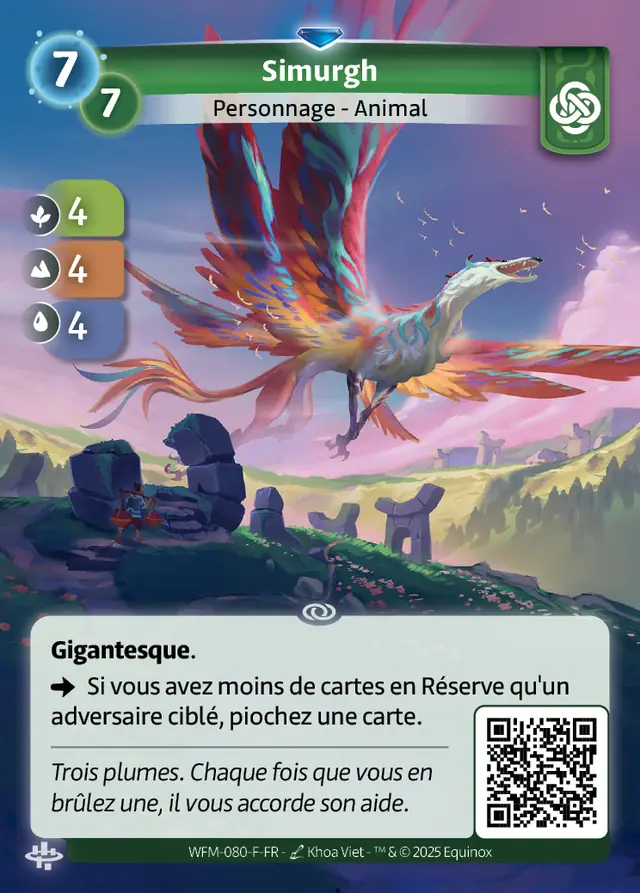 7
7
Simurgh
Personnage - Animal
4
4
4
Gigantesque.
Si vous avez moins de cartes en Réserve qu'un
adversaire ciblé, piochez une carte.
Trois plumes. Chaque fois que vous en
brûlez une, il vous accorde son aide.
WFM-080-F-FR - Khoa Viet - ™ & © 2025 Equinox